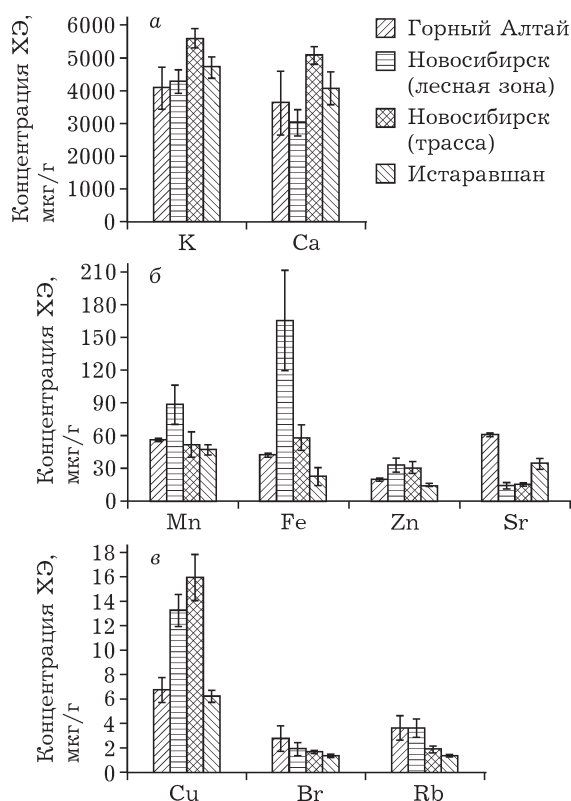 Концентрация ХЭ,
мкг/г
а
6000
5000
4000
3000
2000
1000
0
K
Ca
Горный Алтай
Новосибирск
(лесная зона)
Новосибирск
(трасса)
Истаравшан
Концентрация ХЭ,
мкг/г
б
210
180
150
120
90
60
30
0
Mn
Fe
Zn
Sr
Концентрация ХЭ,
мкг/г
в
18
16
14
12
10
8
6
4
2
0
Cu
Br
Rb